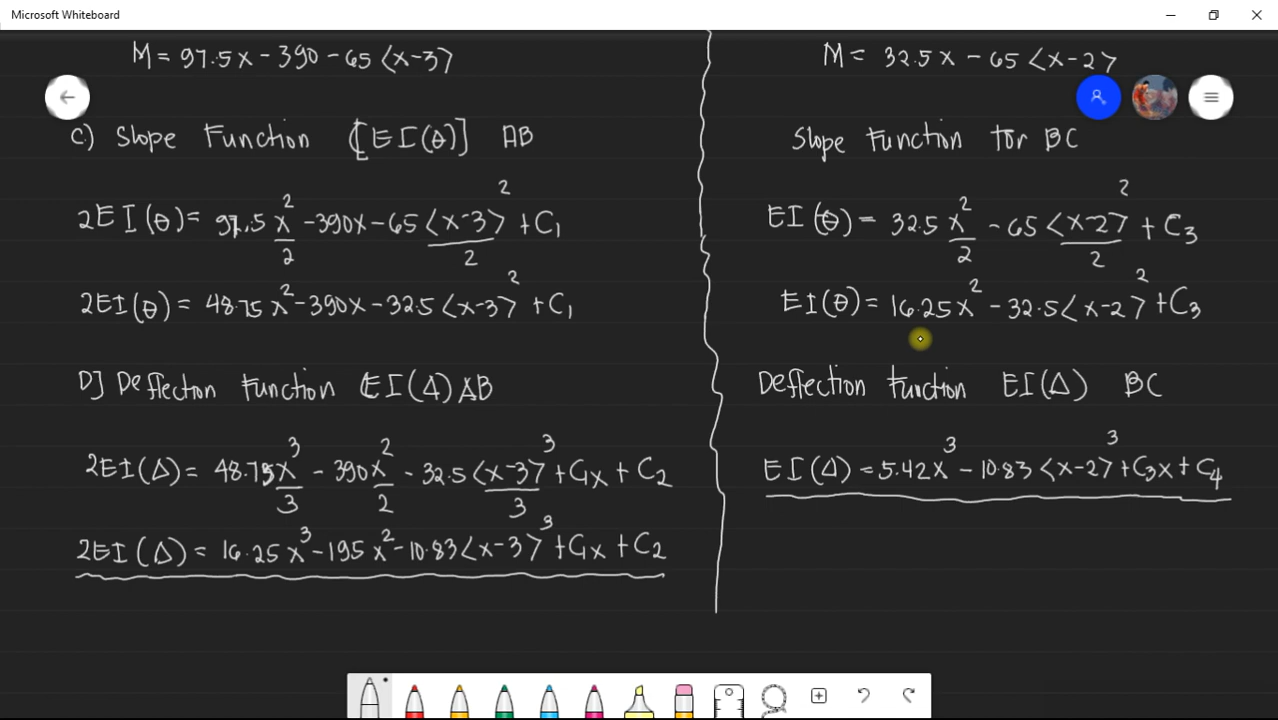 Microsoft Whiteboard
M = 97.5x - 390 - 65 <x-3>
C.) Slope Function [EI(θ)] AB
2EI(θ) = 97.5 x²/2 - 390x - 65 <x-3>²/2 + C₁
2EI(θ) = 48.75x² - 390x - 32.5 <x-3>² + C₁
D] Deflection Function EI(Δ) AB
2EI(Δ) = 48.75x³/3 - 390x²/2 - 32.5 <x-3>³/3 + C₁x + C₂
2EI(Δ) = 16.25x³ - 195x² - 10.83 <x-3>³ + C₁x + C₂
M = 32.5x - 65 <x-2>
Slope Function for BC
EI(θ) = 32.5 x²/2 - 65 <x-2>²/2 + C₃
EI(θ) = 16.25x² - 32.5 <x-2>² + C₃
Deflection Function EI(Δ) BC
EI(Δ) = 5.42x³ - 10.83 <x-2>³ + C₃x + C₄